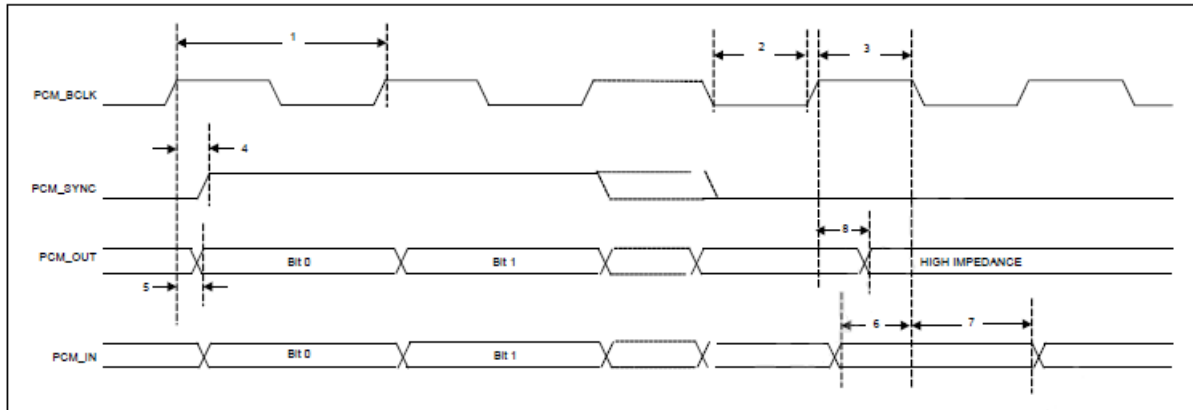 1
2
3
PCM_BCLK
4
PCM_SYNC
8
PCM_OUT
Bit 0
Bit 1
HIGH IMPEDANCE
5
6
7
PCM_IN
Bit 0
Bit 1